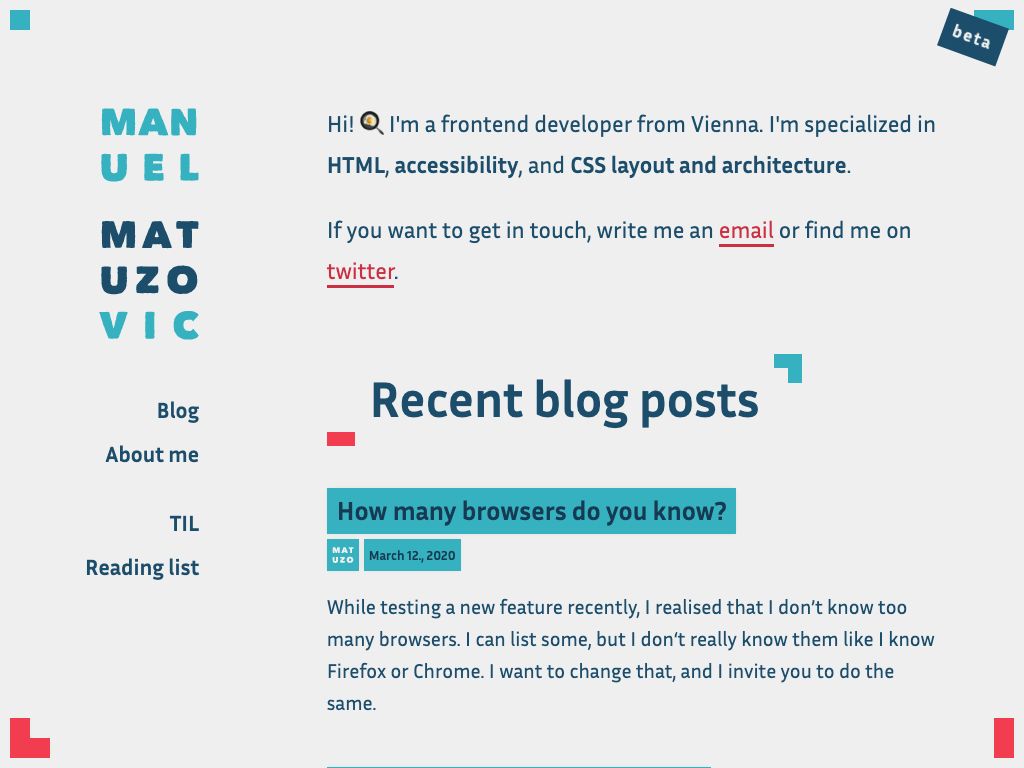 beta
MAN
UEL
MAT
UZO
VIC
Blog
About me
TIL
Reading list
Hi! I'm a frontend developer from Vienna. I'm specialized in
HTML, accessibility, and CSS layout and architecture.
If you want to get in touch, write me an email or find me on
twitter.
Recent blog posts
How many browsers do you know?
MAT
UZO
March 12., 2020
While testing a new feature recently, I realised that I don’t know too
many browsers. I can list some, but I don‘t really know them like I know
Firefox or Chrome. I want to change that, and I invite you to do the
same.